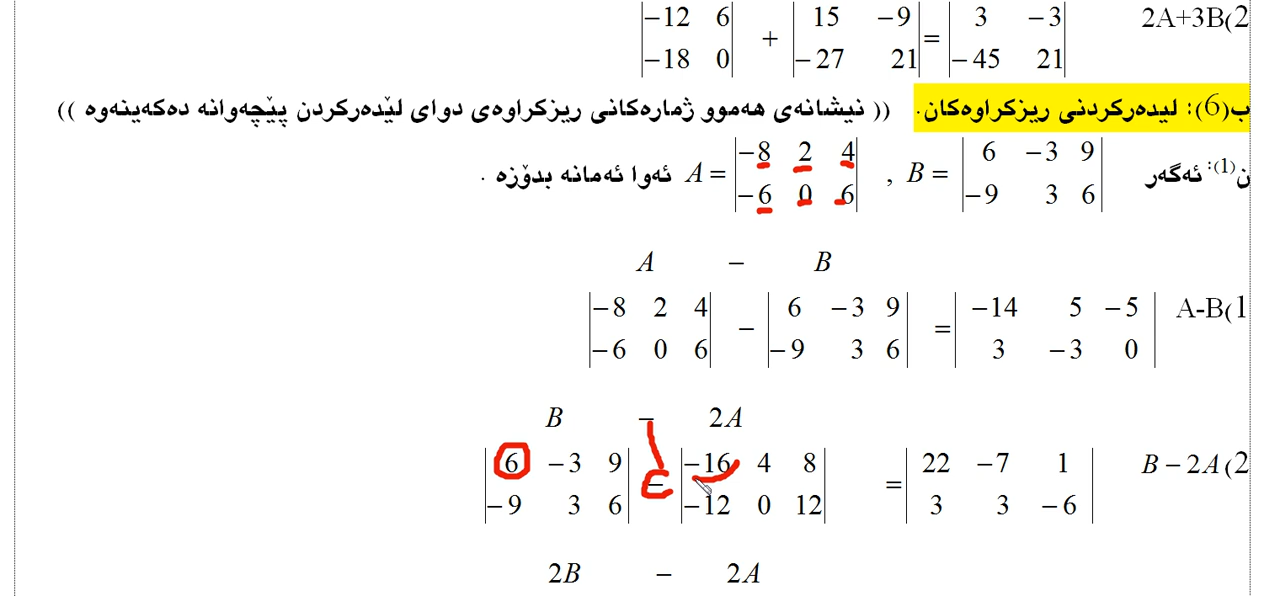 2)2A+3B |−12 6| + |15 −9| = |3 −3|
|−18 0| |−27 21| |−45 21|
ب(6): لیدەرکردنی ریزکراوەکان. (( نیشانەی هەموو ژمارەکانی ریزکراوەی دوای لێدەرکردن پێچەوانە دەکەینەوە ))
ن(1): ئەگەر B = |6 −3 9| , A = |−8 2 4| ئەوا ئەمانە بدۆزە .
|−9 3 6| |−6 0 6|
A − B
1)A-B |−8 2 4| − |6 −3 9| = |−14 5 −5|
|−6 0 6| |−9 3 6| |3 −3 0|
B − 2A
2)B − 2A |6 −3 9| − |−16 4 8| = |22 −7 1|
|−9 3 6| |−12 0 12| |3 3 −6|
2B − 2A